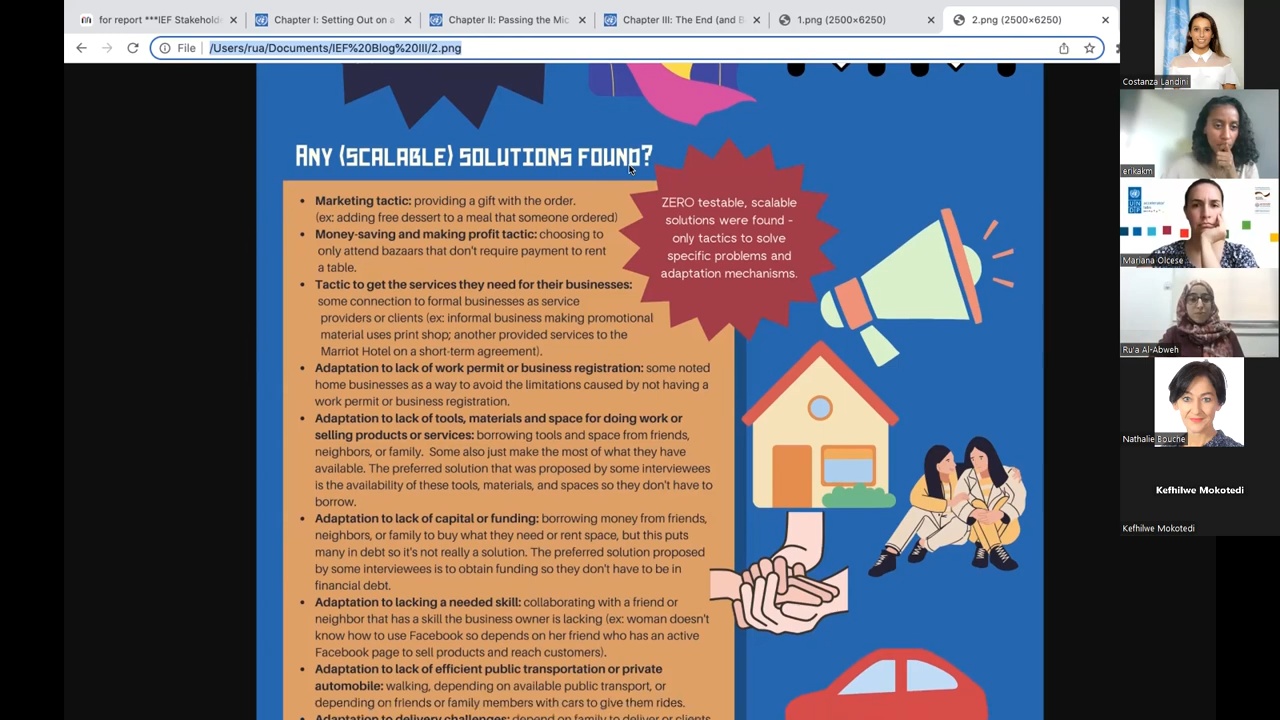 for report ***IEF Stakehold
Chapter I: Setting Out on a
Chapter II: Passing the Mic
Chapter III: The End (and B
1.png (2500×6250)
2.png (2500×6250)
File
/Users/rua/Documents/IEF%20Blog%20III/2.png
ANY (SCALABLE) SOLUTIONS FOUND?
• Marketing tactic: providing a gift with the order.
(ex: adding free dessert to a meal that someone ordered)
• Money-saving and making profit tactic: choosing to
only attend bazaars that don't require payment to rent
a table.
• Tactic to get the services they need for their businesses:
some connection to formal businesses as service
providers or clients (ex: informal business making promotional
material uses print shop; another provided services to the
Marriot Hotel on a short-term agreement).
• Adaptation to lack of work permit or business registration: some noted
home businesses as a way to avoid the limitations caused by not having a
work permit or business registration.
• Adaptation to lack of tools, materials and space for doing work or
selling products or services: borrowing tools and space from friends,
neighbors, or family. Some also just make the most of what they have
available. The preferred solution that was proposed by some interviewees
is the availability of these tools, materials, and spaces so they don't have to
borrow.
• Adaptation to lack of capital or funding: borrowing money from friends,
neighbors, or family to buy what they need or rent space, but this puts
many in debt so it's not really a solution. The preferred solution proposed
by some interviewees is to obtain funding so they don't have to be in
financial debt.
• Adaptation to lacking a needed skill: collaborating with a friend or
neighbor that has a skill the business owner is lacking (ex: woman doesn't
know how to use Facebook so depends on her friend who has an active
Facebook page to sell products and reach customers).
• Adaptation to lack of efficient public transportation or private
automobile: walking, depending on available public transport, or
depending on friends or family members with cars to give them rides.
• Adaptation to delivery challenges: depend on family to deliver or clients
ZERO testable, scalable
solutions were found -
only tactics to solve
specific problems and
adaptation mechanisms.
Costanza Landini
erikakm
Mariana Olcese
Ru'a Al-Abweh
Nathalie Bouche
Kefhilwe Mokotedi
Kefhilwe Mokotedi